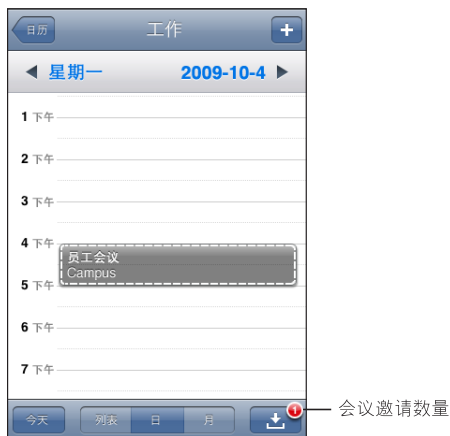 日历 工作 +
星期一 2009-10-4
1 下午
2 下午
3 下午
4 下午
员工会议
Campus
5 下午
6 下午
7 下午
今天 列表 日 月 1 会议邀请数量